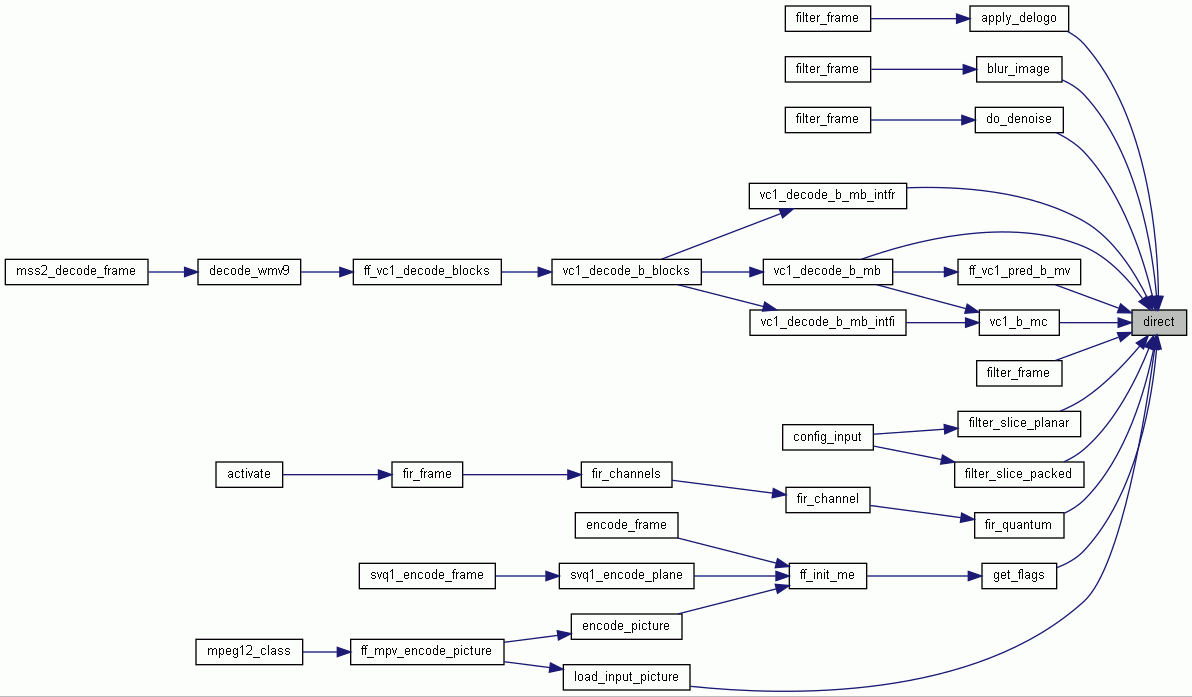 filter_frame
apply_delogo
filter_frame
blur_image
filter_frame
do_denoise
vc1_decode_b_mb_intfr
mss2_decode_frame
decode_wmv9
ff_vc1_decode_blocks
vc1_decode_b_blocks
vc1_decode_b_mb
ff_vc1_pred_b_mv
vc1_decode_b_mb_intfi
vc1_b_mc
direct
filter_frame
filter_slice_planar
config_input
filter_slice_packed
activate
fir_frame
fir_channels
fir_channel
fir_quantum
encode_frame
svq1_encode_frame
svq1_encode_plane
ff_init_me
get_flags
encode_picture
mpeg12_class
ff_mpv_encode_picture
load_input_picture